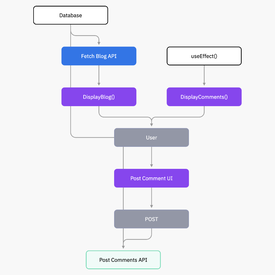 Database
Fetch Blog API
useEffect()
DisplayBlog()
DisplayComments()
User
Post Comment UI
POST
Post Comments API